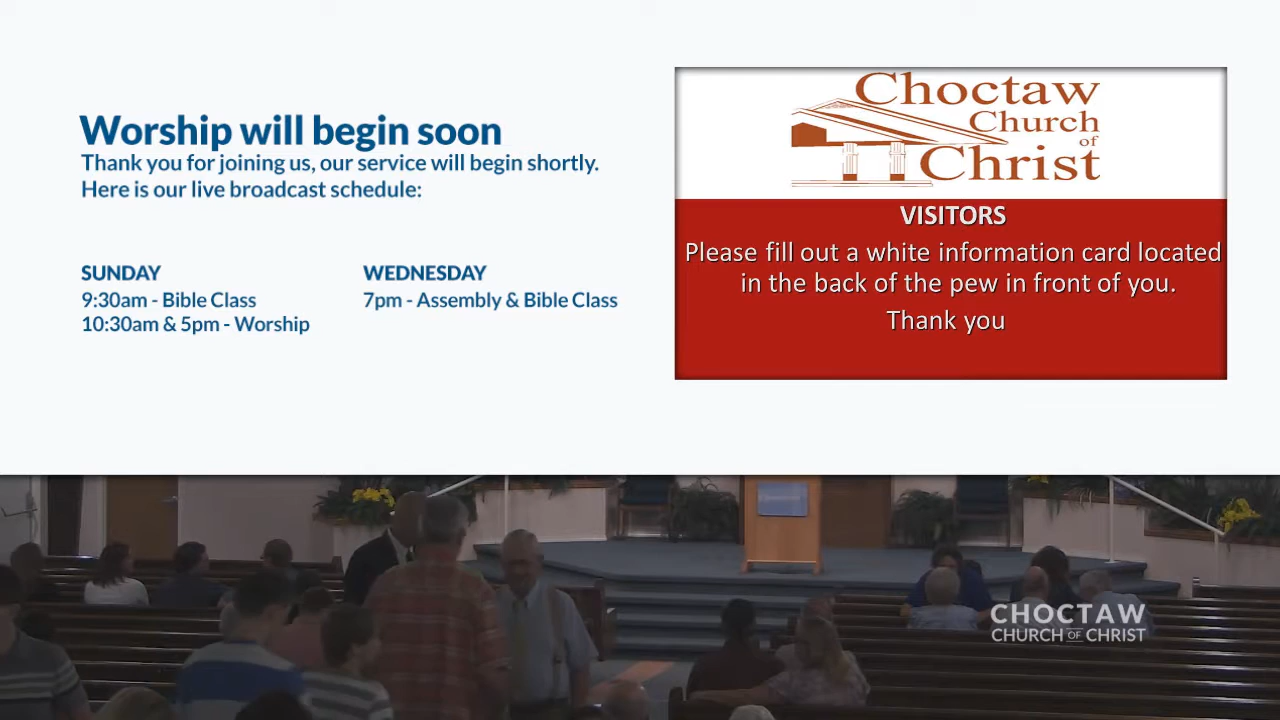 Worship will begin soon
Thank you for joining us, our service will begin shortly.
Here is our live broadcast schedule:
SUNDAY
9:30am - Bible Class
10:30am & 5pm - Worship
WEDNESDAY
7pm - Assembly & Bible Class
Choctaw
Church
of
Christ
VISITORS
Please fill out a white information card located
in the back of the pew in front of you.
Thank you
CHOCTAW
CHURCH OF CHRIST